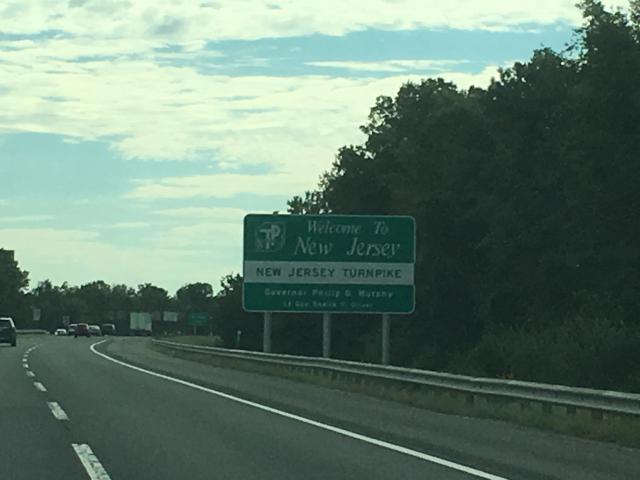 TP
Welcome To
New Jersey
NEW JERSEY TURNPIKE
Governor Philip D. Murphy
Lt Gov Sheila Y. Oliver